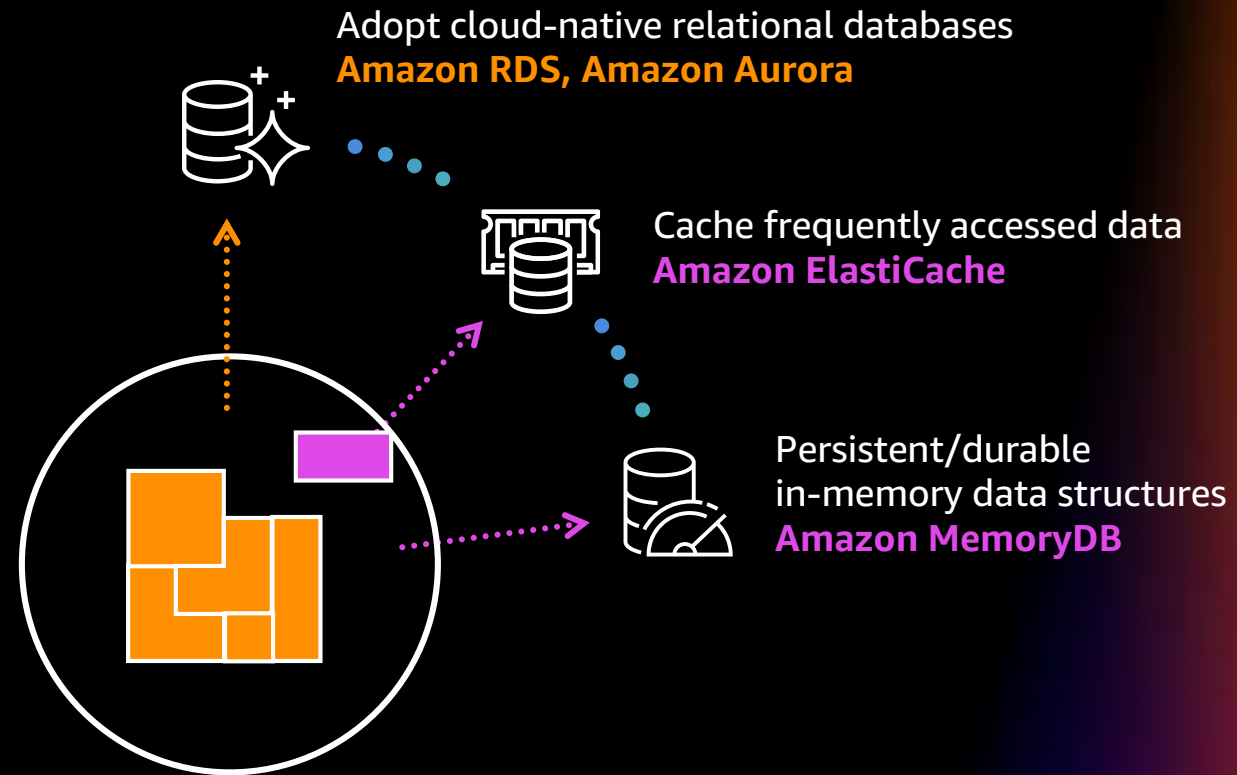 Adopt cloud-native relational databases
Amazon RDS, Amazon Aurora
Cache frequently accessed data
Amazon ElastiCache
Persistent/durable
in-memory data structures
Amazon MemoryDB